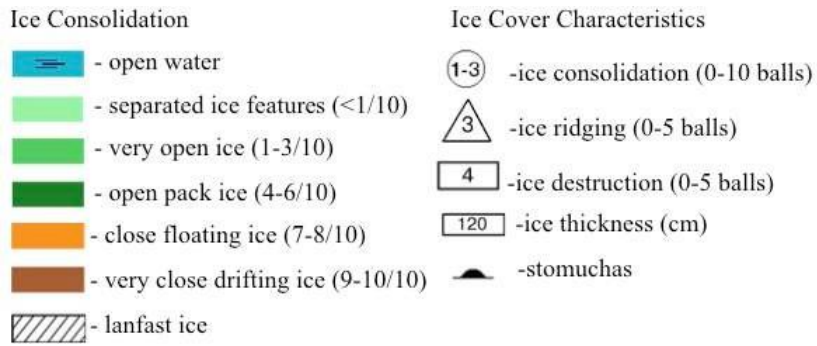 Ice Consolidation
- open water
- separated ice features (<1/10)
- very open ice (1-3/10)
- open pack ice (4-6/10)
- close floating ice (7-8/10)
- very close drifting ice (9-10/10)
- lanfast ice
Ice Cover Characteristics
1-3 -ice consolidation (0-10 balls)
3 -ice ridging (0-5 balls)
4 -ice destruction (0-5 balls)
120 -ice thickness (cm)
-stomuchas